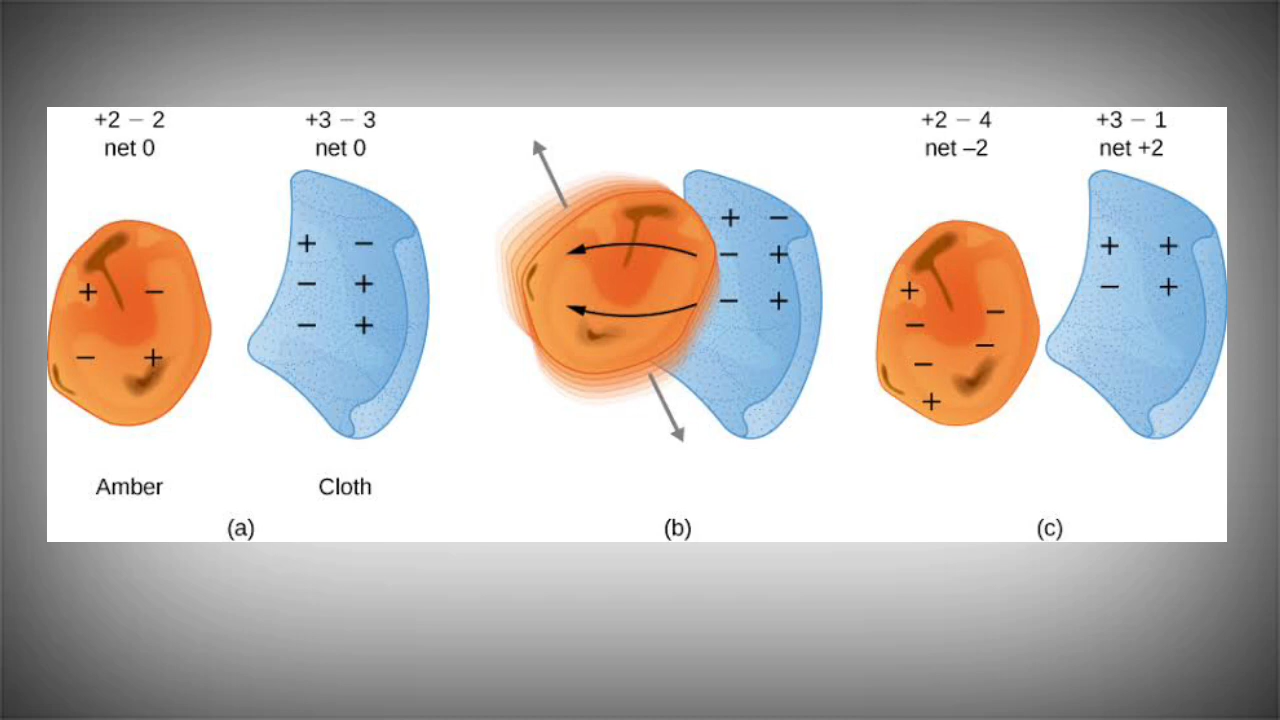 +2 − 2
net 0
+3 − 3
net 0
+ −
− +
+ −
− +
− +
Amber
Cloth
(a)
+ −
− +
− +
(b)
+2 − 4
net –2
+3 − 1
net +2
+
−
−
−
−
+
+ +
− +
(c)